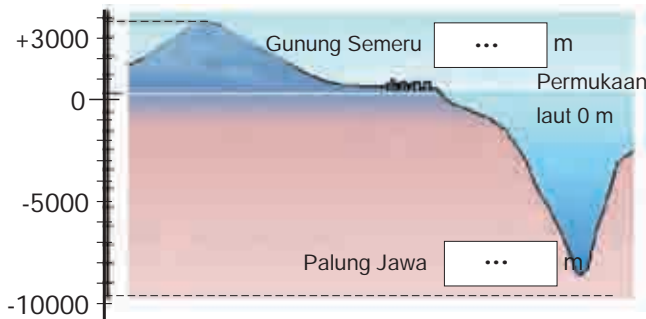 +3000
Gunung Semeru ... m
Permukaan
0
laut 0 m
-5000
Palung Jawa ... m
-10000